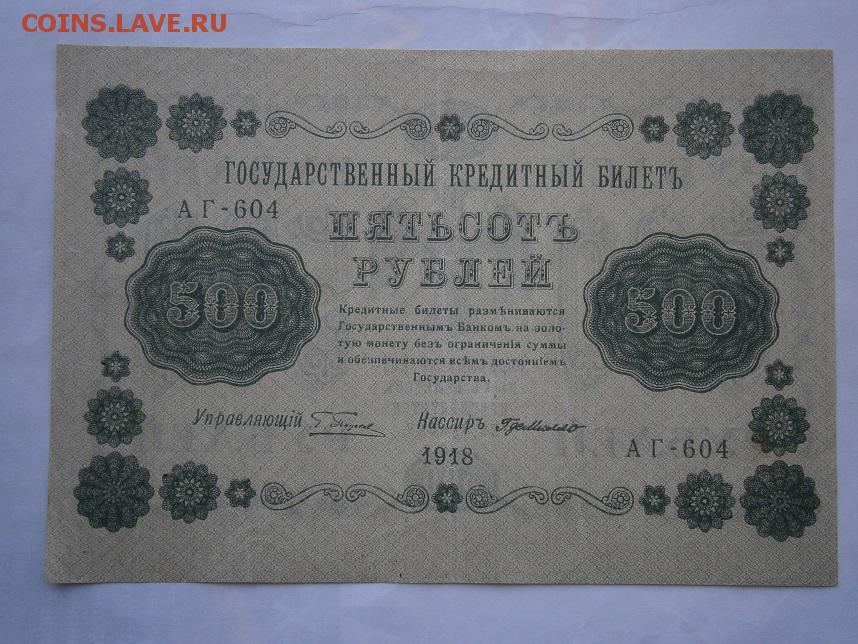 COINS.LAVE.RU
ГОСУДАРСТВЕННЫЙ КРЕДИТНЫЙ БИЛЕТЪ
АГ-604
ПЯТЬСОТЪ
РУБЛЕЙ
500
500
Кредитные билеты размѣниваются
Государственнымъ Банкомъ на золо-
тую монету безъ ограниченія суммы
и обезпечиваются всѣмъ достояніемъ
Государства.
Управляющій
Кассиръ
1918
АГ-604